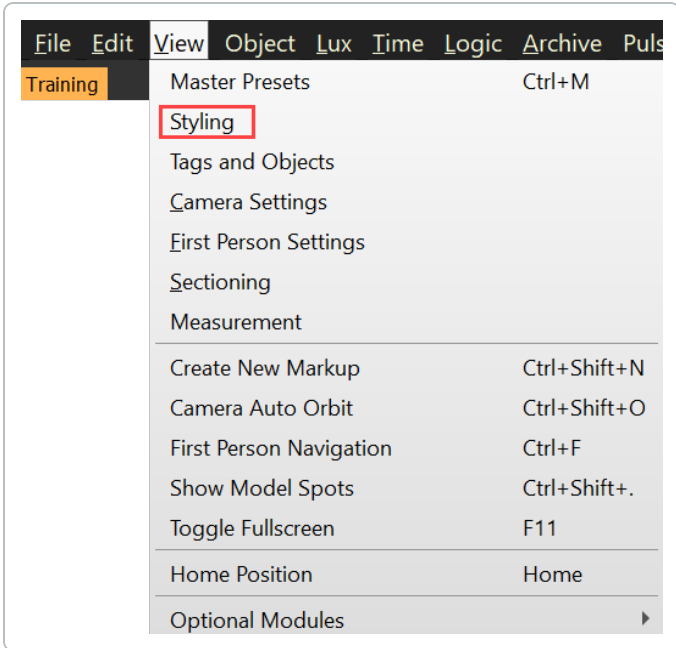 File Edit View Object Lux Time Logic Archive Puls
Training
Master Presets Ctrl+M
Styling
Tags and Objects
Camera Settings
First Person Settings
Sectioning
Measurement
Create New Markup Ctrl+Shift+N
Camera Auto Orbit Ctrl+Shift+O
First Person Navigation Ctrl+F
Show Model Spots Ctrl+Shift+.
Toggle Fullscreen F11
Home Position Home
Optional Modules